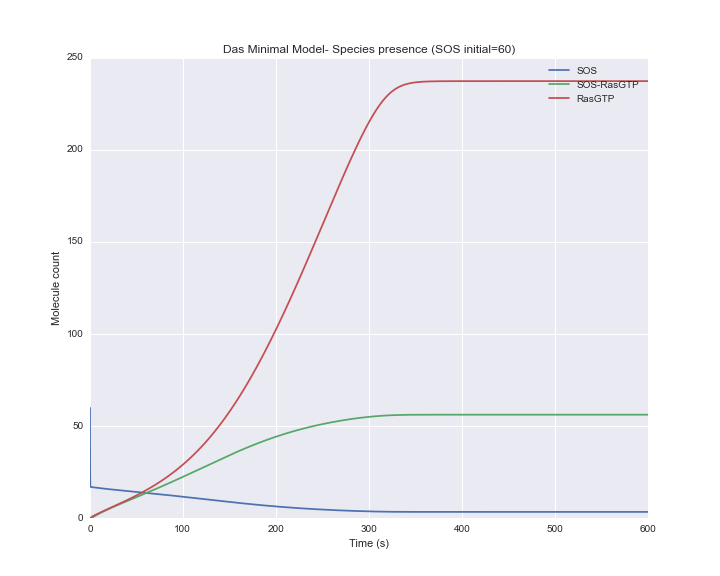 Das Minimal Model- Species presence (SOS initial=60)
250
SOS
SOS-RasGTP
RasGTP
200
150
Molecule count
100
50
0
0 100 200 300 400 500 600
Time (s)